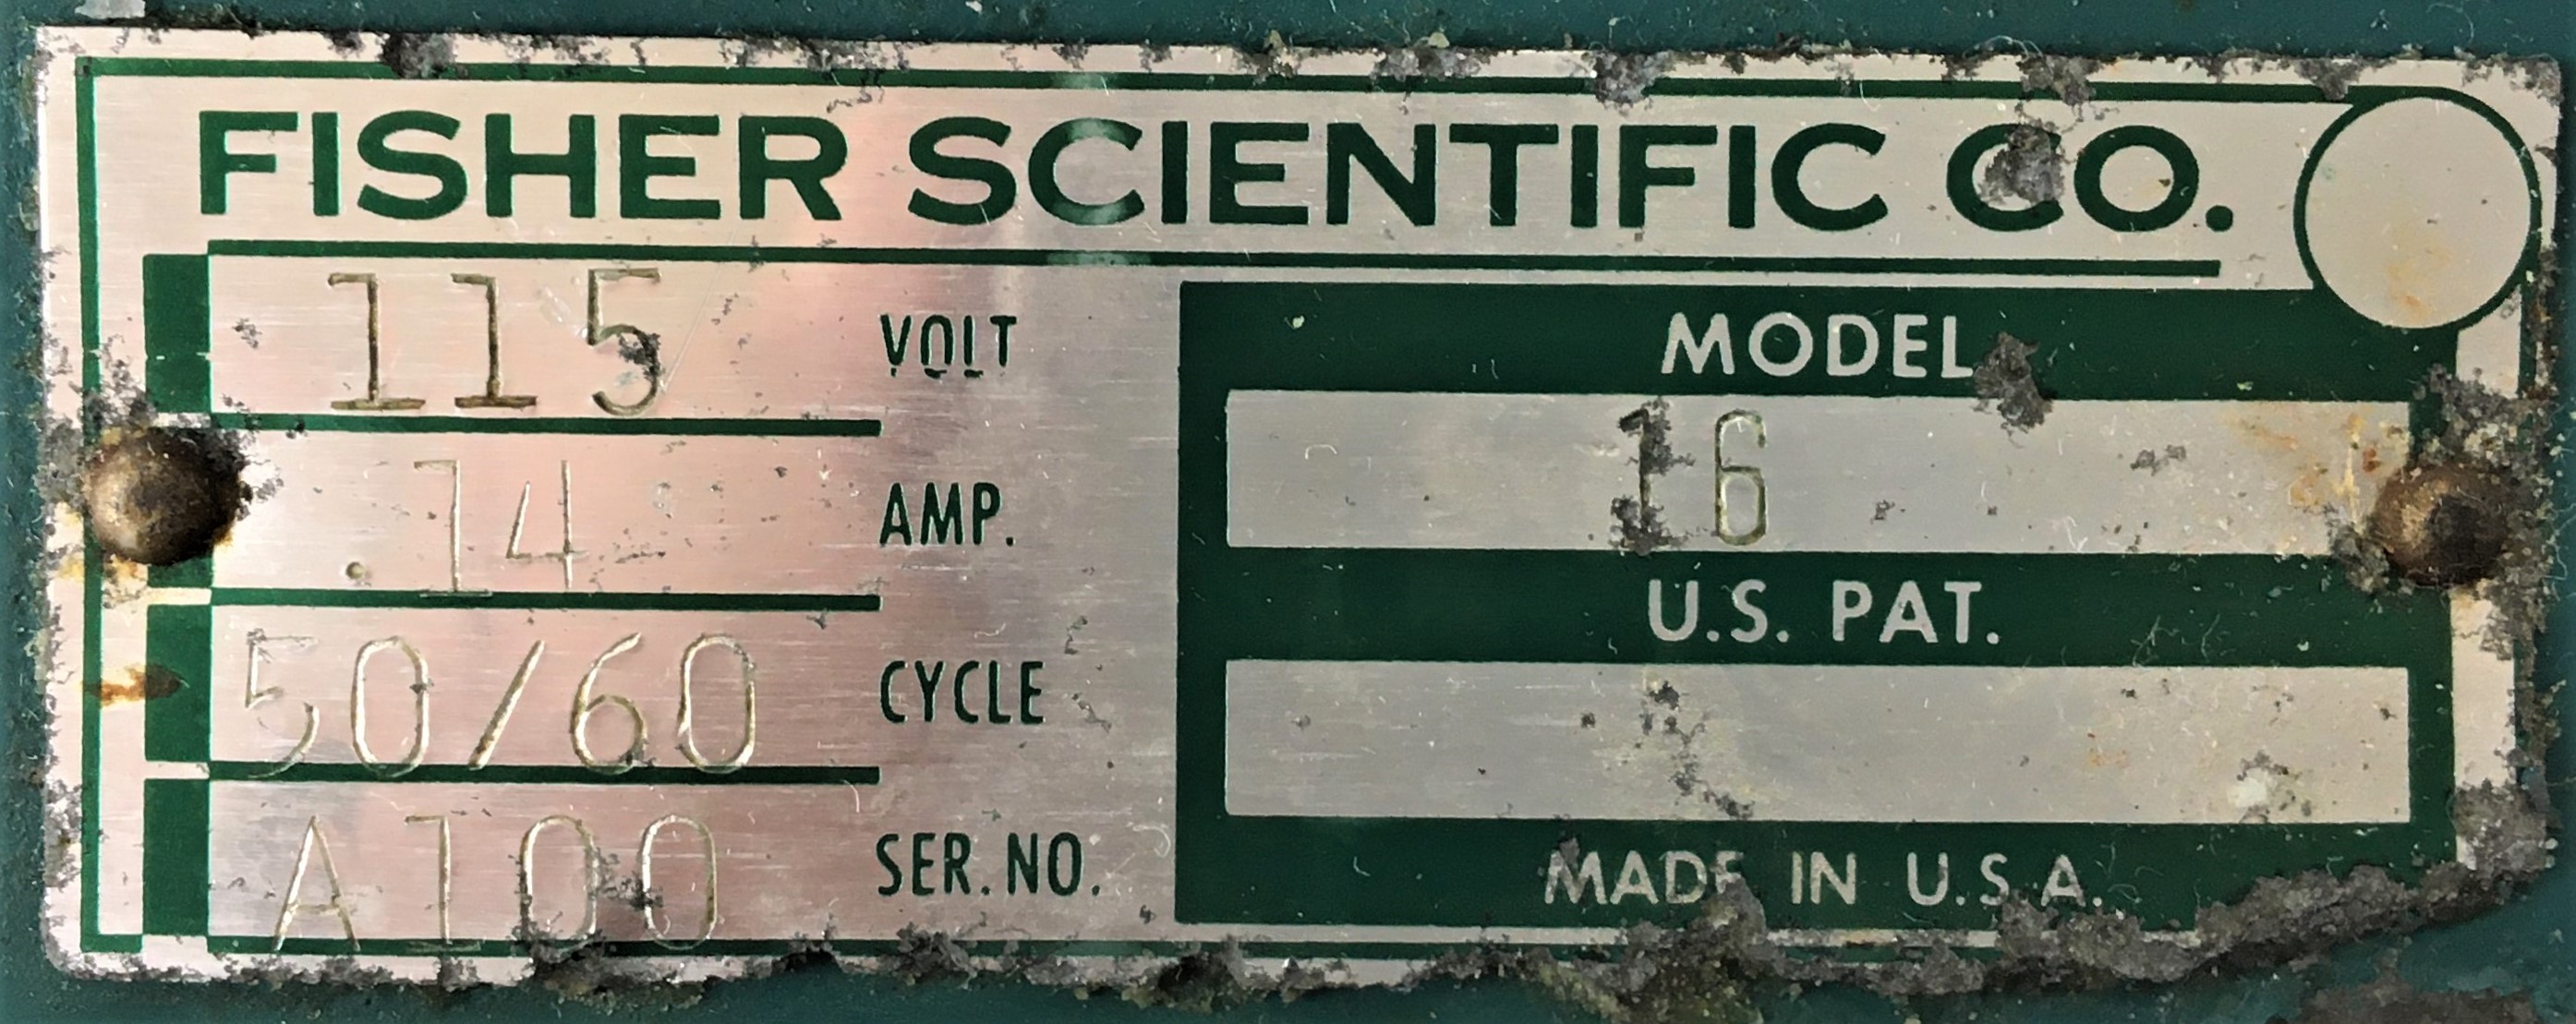 FISHER SCIENTIFIC CO.
115 VOLT
.14 AMP.
50/60 CYCLE
A100 SER. NO.
MODEL
16
U.S. PAT.
MADE IN U.S.A.